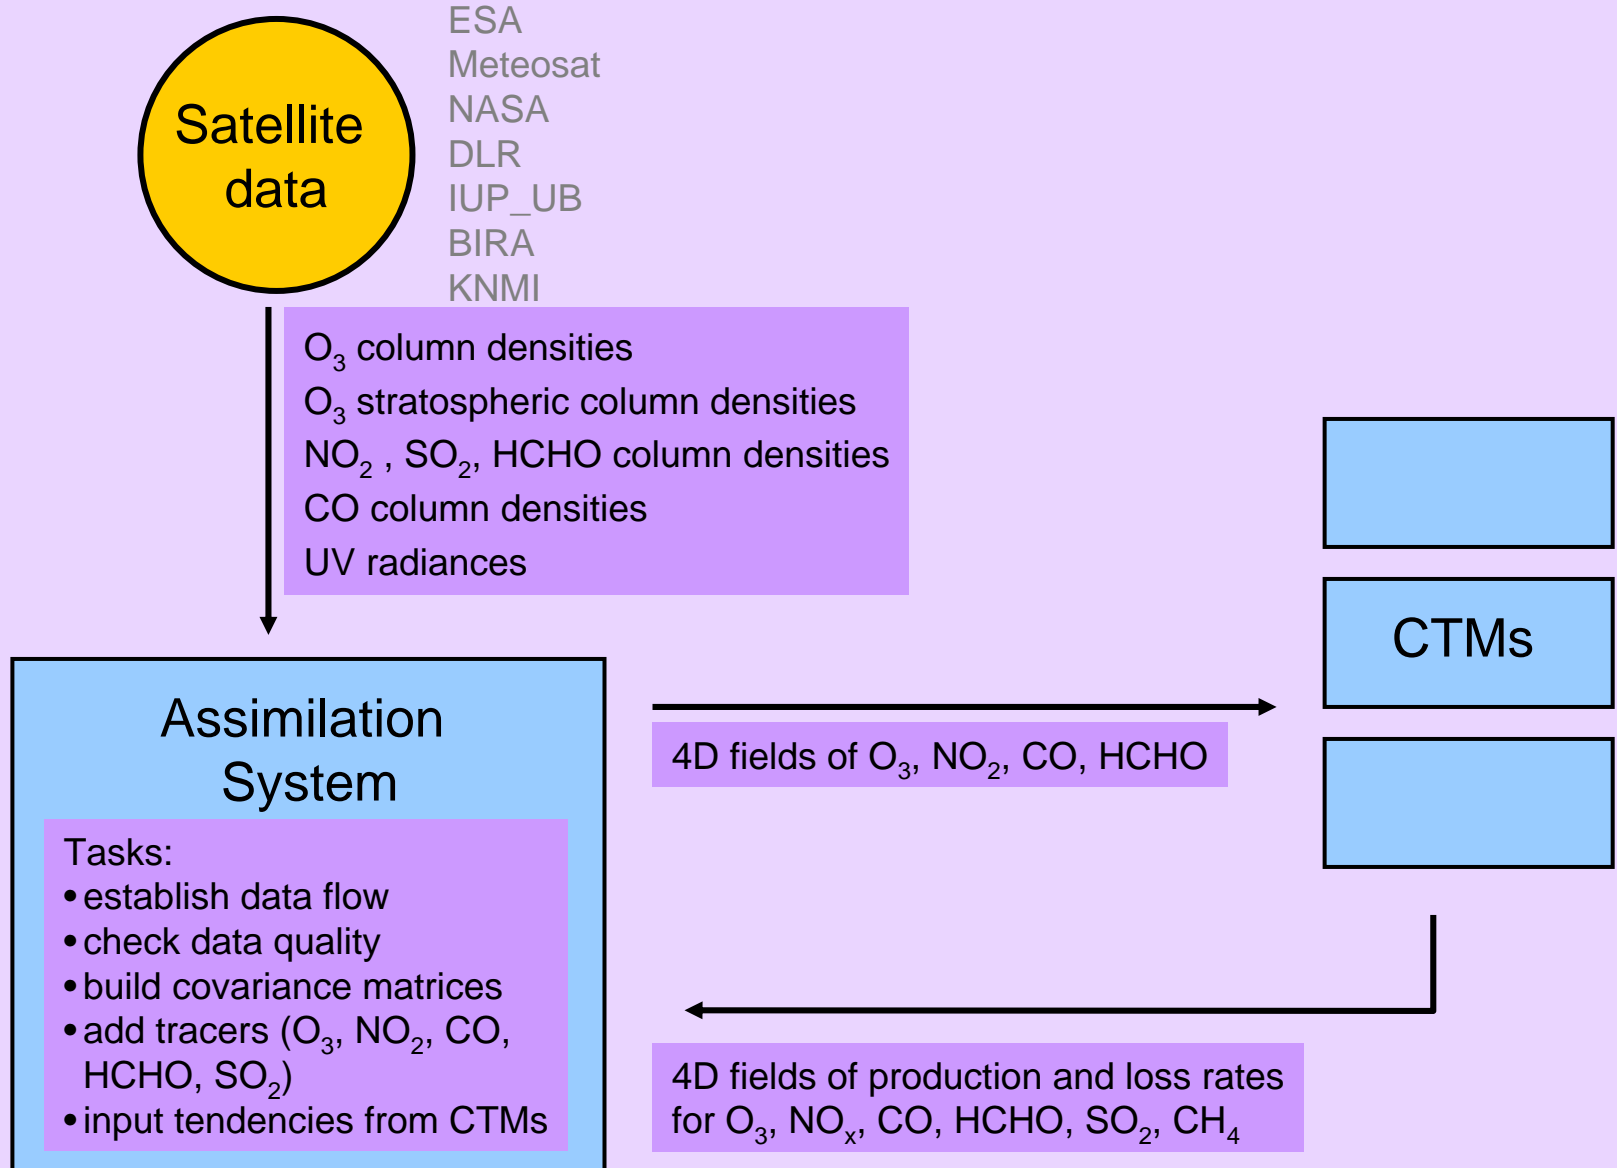 ESA
Meteosat
NASA
DLR
IUP_UB
BIRA
KNMI
Satellite
data
O₃ column densities
O₃ stratospheric column densities
NO₂ , SO₂, HCHO column densities
CO column densities
UV radiances
CTMs
Assimilation
System
4D fields of O₃, NO₂, CO, HCHO
Tasks:
•establish data flow
•check data quality
•build covariance matrices
•add tracers (O₃, NO₂, CO,
HCHO, SO₂)
•input tendencies from CTMs
4D fields of production and loss rates
for O₃, NOₓ, CO, HCHO, SO₂, CH₄